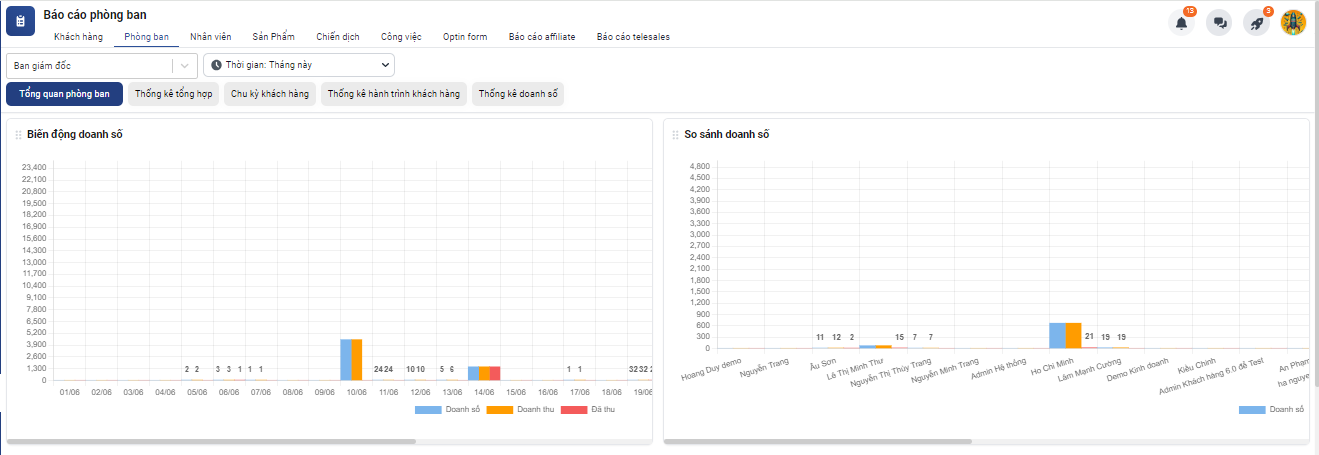 Báo cáo phòng ban
13
3
Khách hàng Phòng ban Nhân viên Sản Phẩm Chiến dịch Công việc Optin form Báo cáo affiliate Báo cáo telesales
Ban giám đốc
Thời gian: Tháng này
Tổng quan phòng ban Thống kê tổng hợp Chu kỳ khách hàng Thống kê hành trình khách hàng Thống kê doanh số
Biến động doanh số
23,400
22,100
20,800
19,500
18,200
16,900
15,600
14,300
13,000
11,700
10,400
9,100
7,800
6,500
5,200
3,900
2,600
1,300
0
2 2 3 3 1 1 1 24 24 10 10 5 6 1 1 32 32
01/06 02/06 03/06 04/06 05/06 06/06 07/06 08/06 09/06 10/06 11/06 12/06 13/06 14/06 15/06 16/06 17/06 18/06 19/06
Doanh số Doanh thu Đã thu
So sánh doanh số
4,800
4,500
4,200
3,900
3,600
3,300
3,000
2,700
2,400
2,100
1,800
1,500
1,200
900
600
300
0
11 12 2 15 7 7 21 19 19
Hoang Duy demo
Nguyễn Trang
Âu Sơn
Lê Thị Minh Thư
Nguyễn Thị Thùy Trang
Nguyễn Minh Trang
Admin Hệ thống
Ho Chi Minh
Lâm Mạnh Cường
Demo Kinh doanh
Kiều Chinh
Admin Khách hàng 6.0 để Test
An Pham
ha nguye
Doanh số